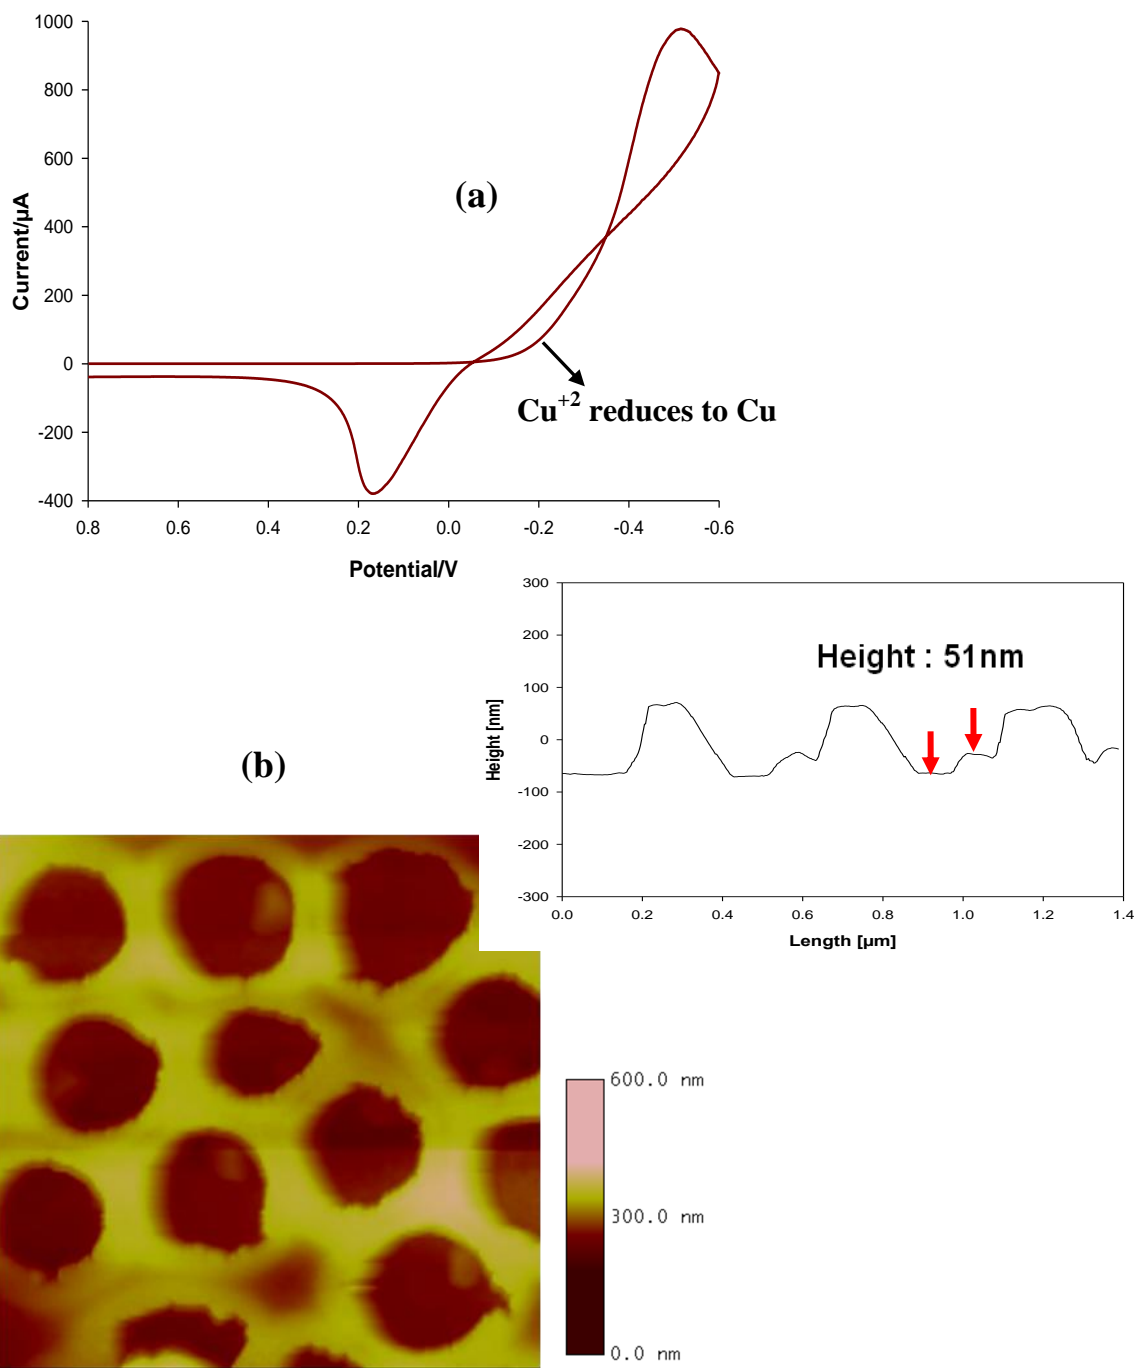 1000
800
600
400
200
0
-200
-400
Current/µA
(a)
Cu+2 reduces to Cu
0.8 0.6 0.4 0.2 0.0 -0.2 -0.4 -0.6
Potential/V
300
200
100
0
-100
-200
-300
Height [nm]
Height : 51nm
0.0 0.2 0.4 0.6 0.8 1.0 1.2 1.4
Length [µm]
(b)
600.0 nm
300.0 nm
0.0 nm